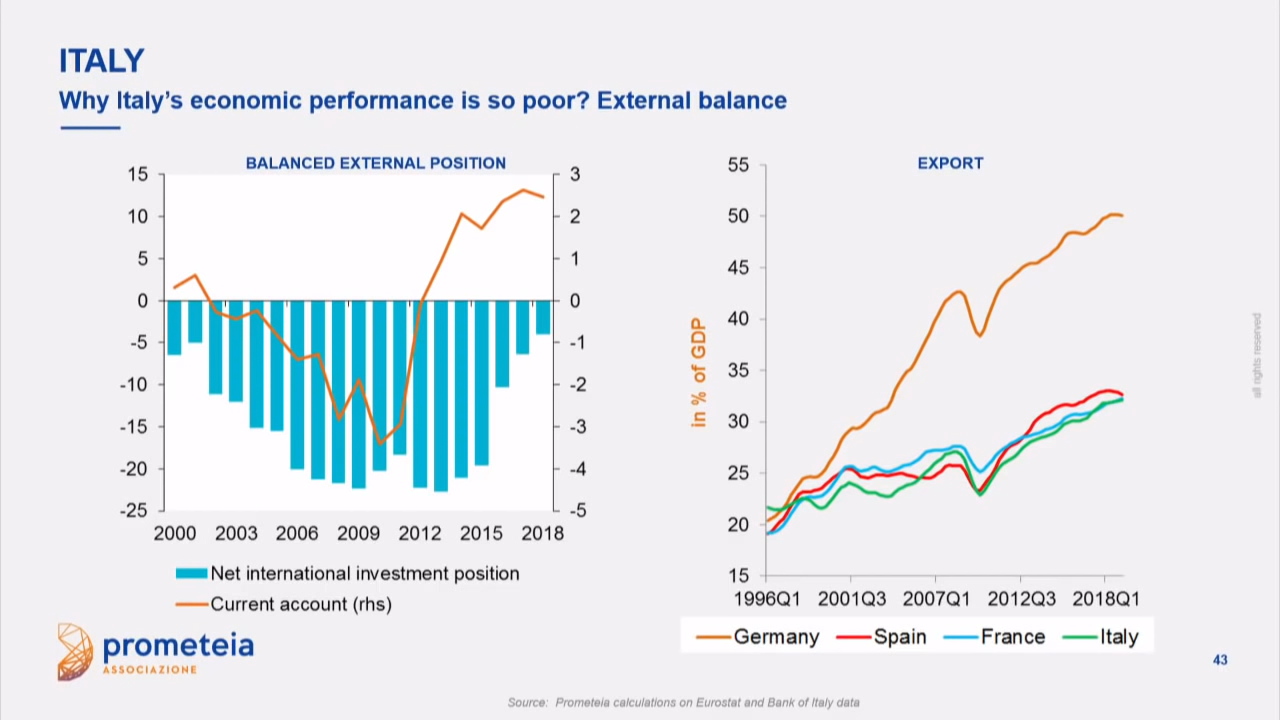 ITALY
Why Italy's economic performance is so poor? External balance
BALANCED EXTERNAL POSITION
15
10
5
0
-5
-10
-15
-20
-25
3
2
1
0
-1
-2
-3
-4
-5
2000 2003 2006 2009 2012 2015 2018
Net international investment position
Current account (rhs)
EXPORT
in % of GDP
55
50
45
40
35
30
25
20
15
1996Q1 2001Q3 2007Q1 2012Q3 2018Q1
Germany Spain France Italy
all rights reserved
prometeia
ASSOCIAZIONE
43
Source: Prometeia calculations on Eurostat and Bank of Italy data